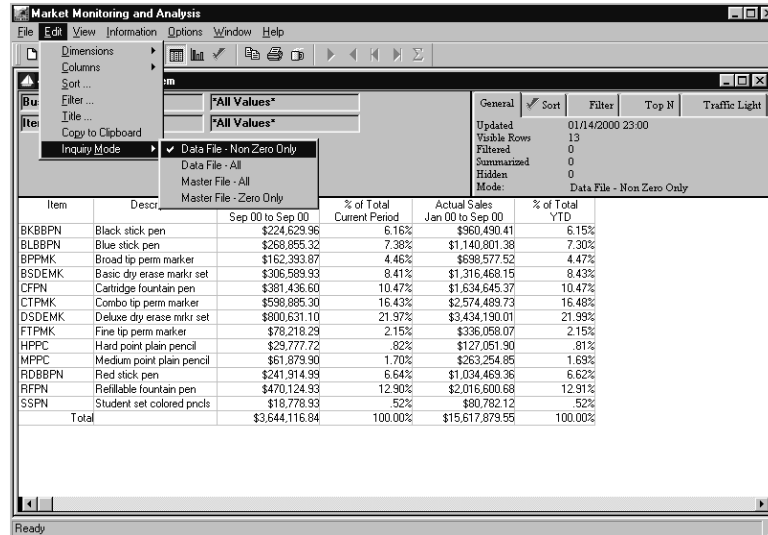 Market Monitoring and Analysis
File Edit View Information Options Window Help
Dimensions
Columns
Sort ...
Filter ...
Title ...
Copy to Clipboard
Inquiry Mode
Data File - Non Zero Only
Data File - All
Master File - All
Master File - Zero Only
*All Values*
*All Values*
General Sort Filter Top N Traffic Light
Updated 01/14/2000 23:00
Visible Rows 13
Filtered 0
Summarized 0
Hidden 0
Mode: Data File - Non Zero Only
Item Descr % of Total Actual Sales % of Total
Sep 00 to Sep 00 Current Period Jan 00 to Sep 00 YTD
BKBBPN Black stick pen $224,629.96 6.16% $960,490.41 6.15%
BLBBPN Blue stick pen $268,855.32 7.38% $1,140,801.38 7.30%
BPPMK Broad tip perm marker $162,393.87 4.46% $698,577.52 4.47%
BSDEMK Basic dry erase markr set $306,589.93 8.41% $1,316,468.15 8.43%
CFPN Cartridge fountain pen $381,436.60 10.47% $1,634,645.37 10.47%
CTPMK Combo tip perm marker $598,885.30 16.43% $2,574,489.73 16.48%
DSDEMK Deluxe dry erase mrkr set $800,631.10 21.97% $3,434,190.01 21.99%
FTPMK Fine tip perm marker $78,218.29 2.15% $336,058.07 2.15%
HPPC Hard point plain pencil $29,777.72 .82% $127,051.90 .81%
MPPC Medium point plain pencil $61,879.90 1.70% $263,254.85 1.69%
RDBBPN Red stick pen $241,914.99 6.64% $1,034,469.36 6.62%
RFPN Refillable fountain pen $470,124.93 12.90% $2,016,600.68 12.91%
SSPN Student set colored pncls $18,778.93 .52% $80,782.12 .52%
Total $3,644,116.84 100.00% $15,617,879.55 100.00%
Ready